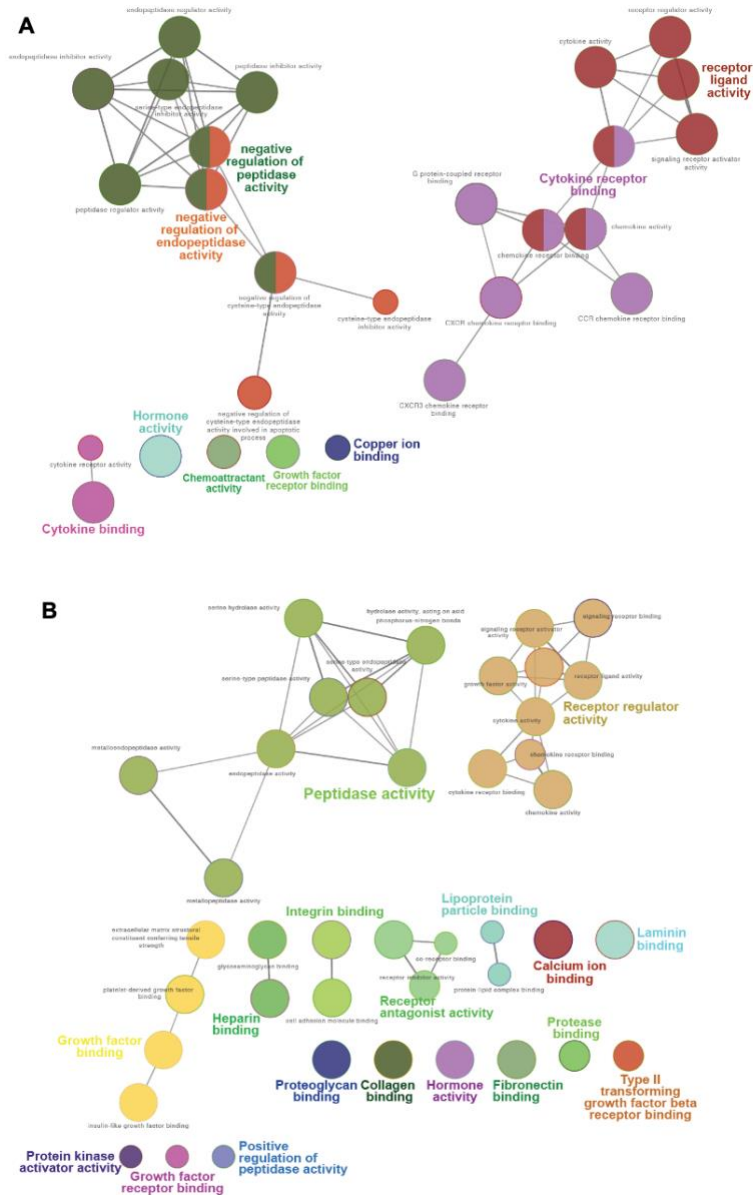 A
endopeptidase regulator activity
receptor regulator activity
endopeptidase inhibitor activity
peptidase inhibitor activity
cytokine activity
receptor
ligand
activity
serine-type endopeptidase
inhibitor activity
negative
regulation of
peptidase activity
signaling receptor activator activity
Cytokine receptor
binding
G protein-coupled receptor
binding
peptidase regulator activity
negative
regulation of
endopeptidase
activity
chemokine activity
chemokine receptor binding
negative regulation of
cysteine-type endopeptidase
activity
cysteine-type endopeptidase
inhibitor activity
CXCR chemokine receptor binding
CCR chemokine receptor binding
CXCR3 chemokine receptor
binding
negative regulation of
cysteine-type endopeptidase
activity involved in apoptotic
process
Hormone
activity
cytokine receptor activity
Chemoattractant
activity
Growth factor
receptor binding
Copper ion
binding
Cytokine binding
B
serine hydrolase activity
hydrolase activity, acting on acid
phosphorus-nitrogen bonds
signaling receptor activator activity
signaling receptor binding
serine-type endopeptidase
activity
serine-type peptidase activity
growth factor activity
receptor ligand activity
Receptor regulator
activity
cytokine activity
metalloendopeptidase activity
endopeptidase activity
Peptidase activity
chemokine receptor binding
cytokine receptor binding
chemokine activity
metallopeptidase activity
extracellular matrix structural
constituent conferring tensile
strength
Integrin binding
Lipoprotein
particle binding
glycosaminoglycan binding
co-receptor binding
receptor inhibitor activity
Calcium ion
binding
Laminin
binding
platelet-derived growth factor
binding
protein-lipid complex binding
Heparin
binding
cell adhesion molecule binding
Receptor
antagonist activity
Growth factor
binding
Protease
binding
Proteoglycan
binding
Collagen
binding
Hormone
activity
Fibronectin
binding
Type II
transforming
growth factor beta
receptor binding
insulin-like growth factor binding
Protein kinase
activator activity
Growth factor
receptor binding
Positive
regulation of
peptidase activity